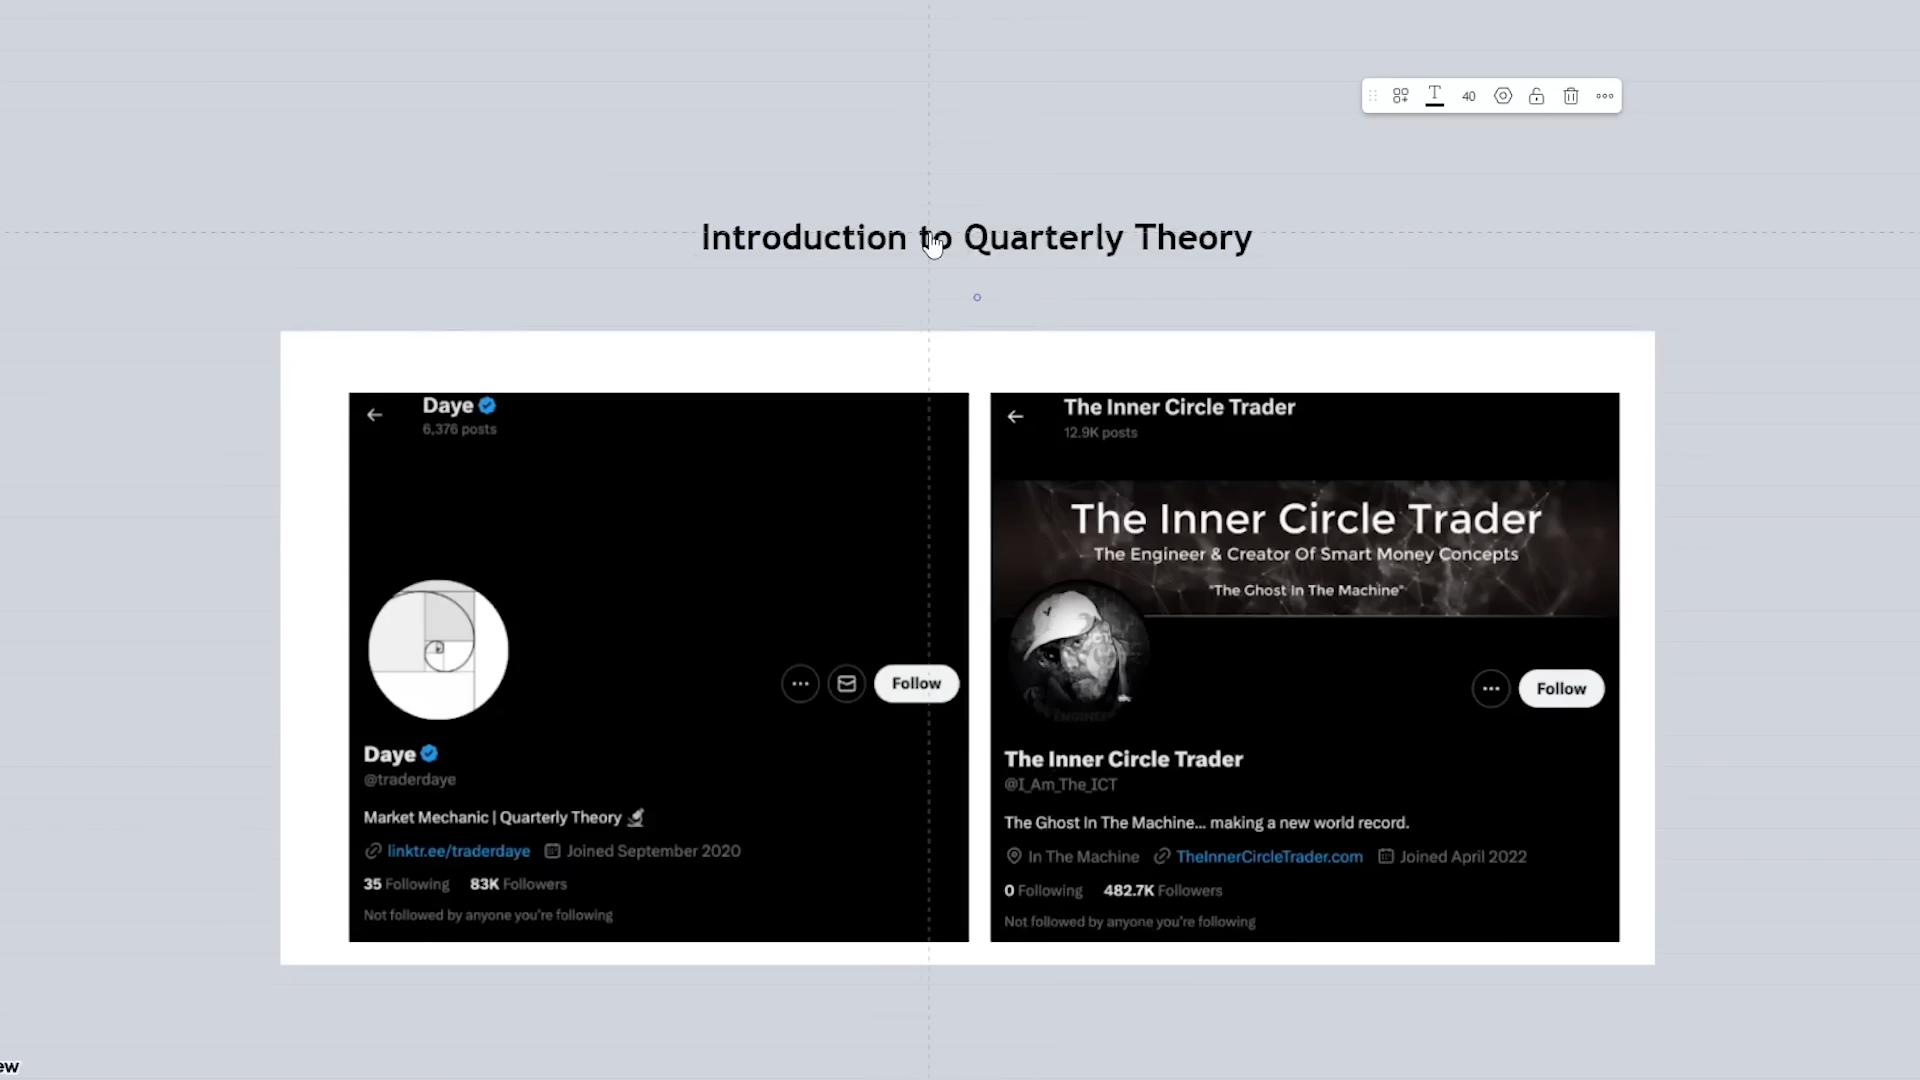 40
Introduction to Quarterly Theory
Daye
6,376 posts
Follow
Daye
@traderdaye
Market Mechanic | Quarterly Theory
linktr.ee/traderdaye Joined September 2020
35 Following 83K Followers
Not followed by anyone you're following
The Inner Circle Trader
12.9K posts
The Inner Circle Trader
The Engineer & Creator Of Smart Money Concepts
"The Ghost In The Machine"
Follow
The Inner Circle Trader
@I_Am_The_ICT
The Ghost In The Machine... making a new world record.
In The Machine TheInnerCircleTrader.com Joined April 2022
0 Following 482.7K Followers
Not followed by anyone you're following